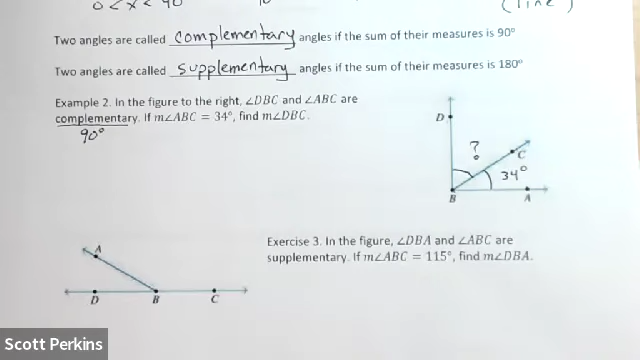 0 < x < 90
(line)
Two angles are called complementary angles if the sum of their measures is 90°
Two angles are called supplementary angles if the sum of their measures is 180°
Example 2. In the figure to the right, ∠DBC and ∠ABC are
complementary. If m∠ABC = 34°, find m∠DBC.
90°
D
?
C
34°
B
A
Exercise 3. In the figure, ∠DBA and ∠ABC are
supplementary. If m∠ABC = 115°, find m∠DBA.
A
D
B
C
Scott Perkins